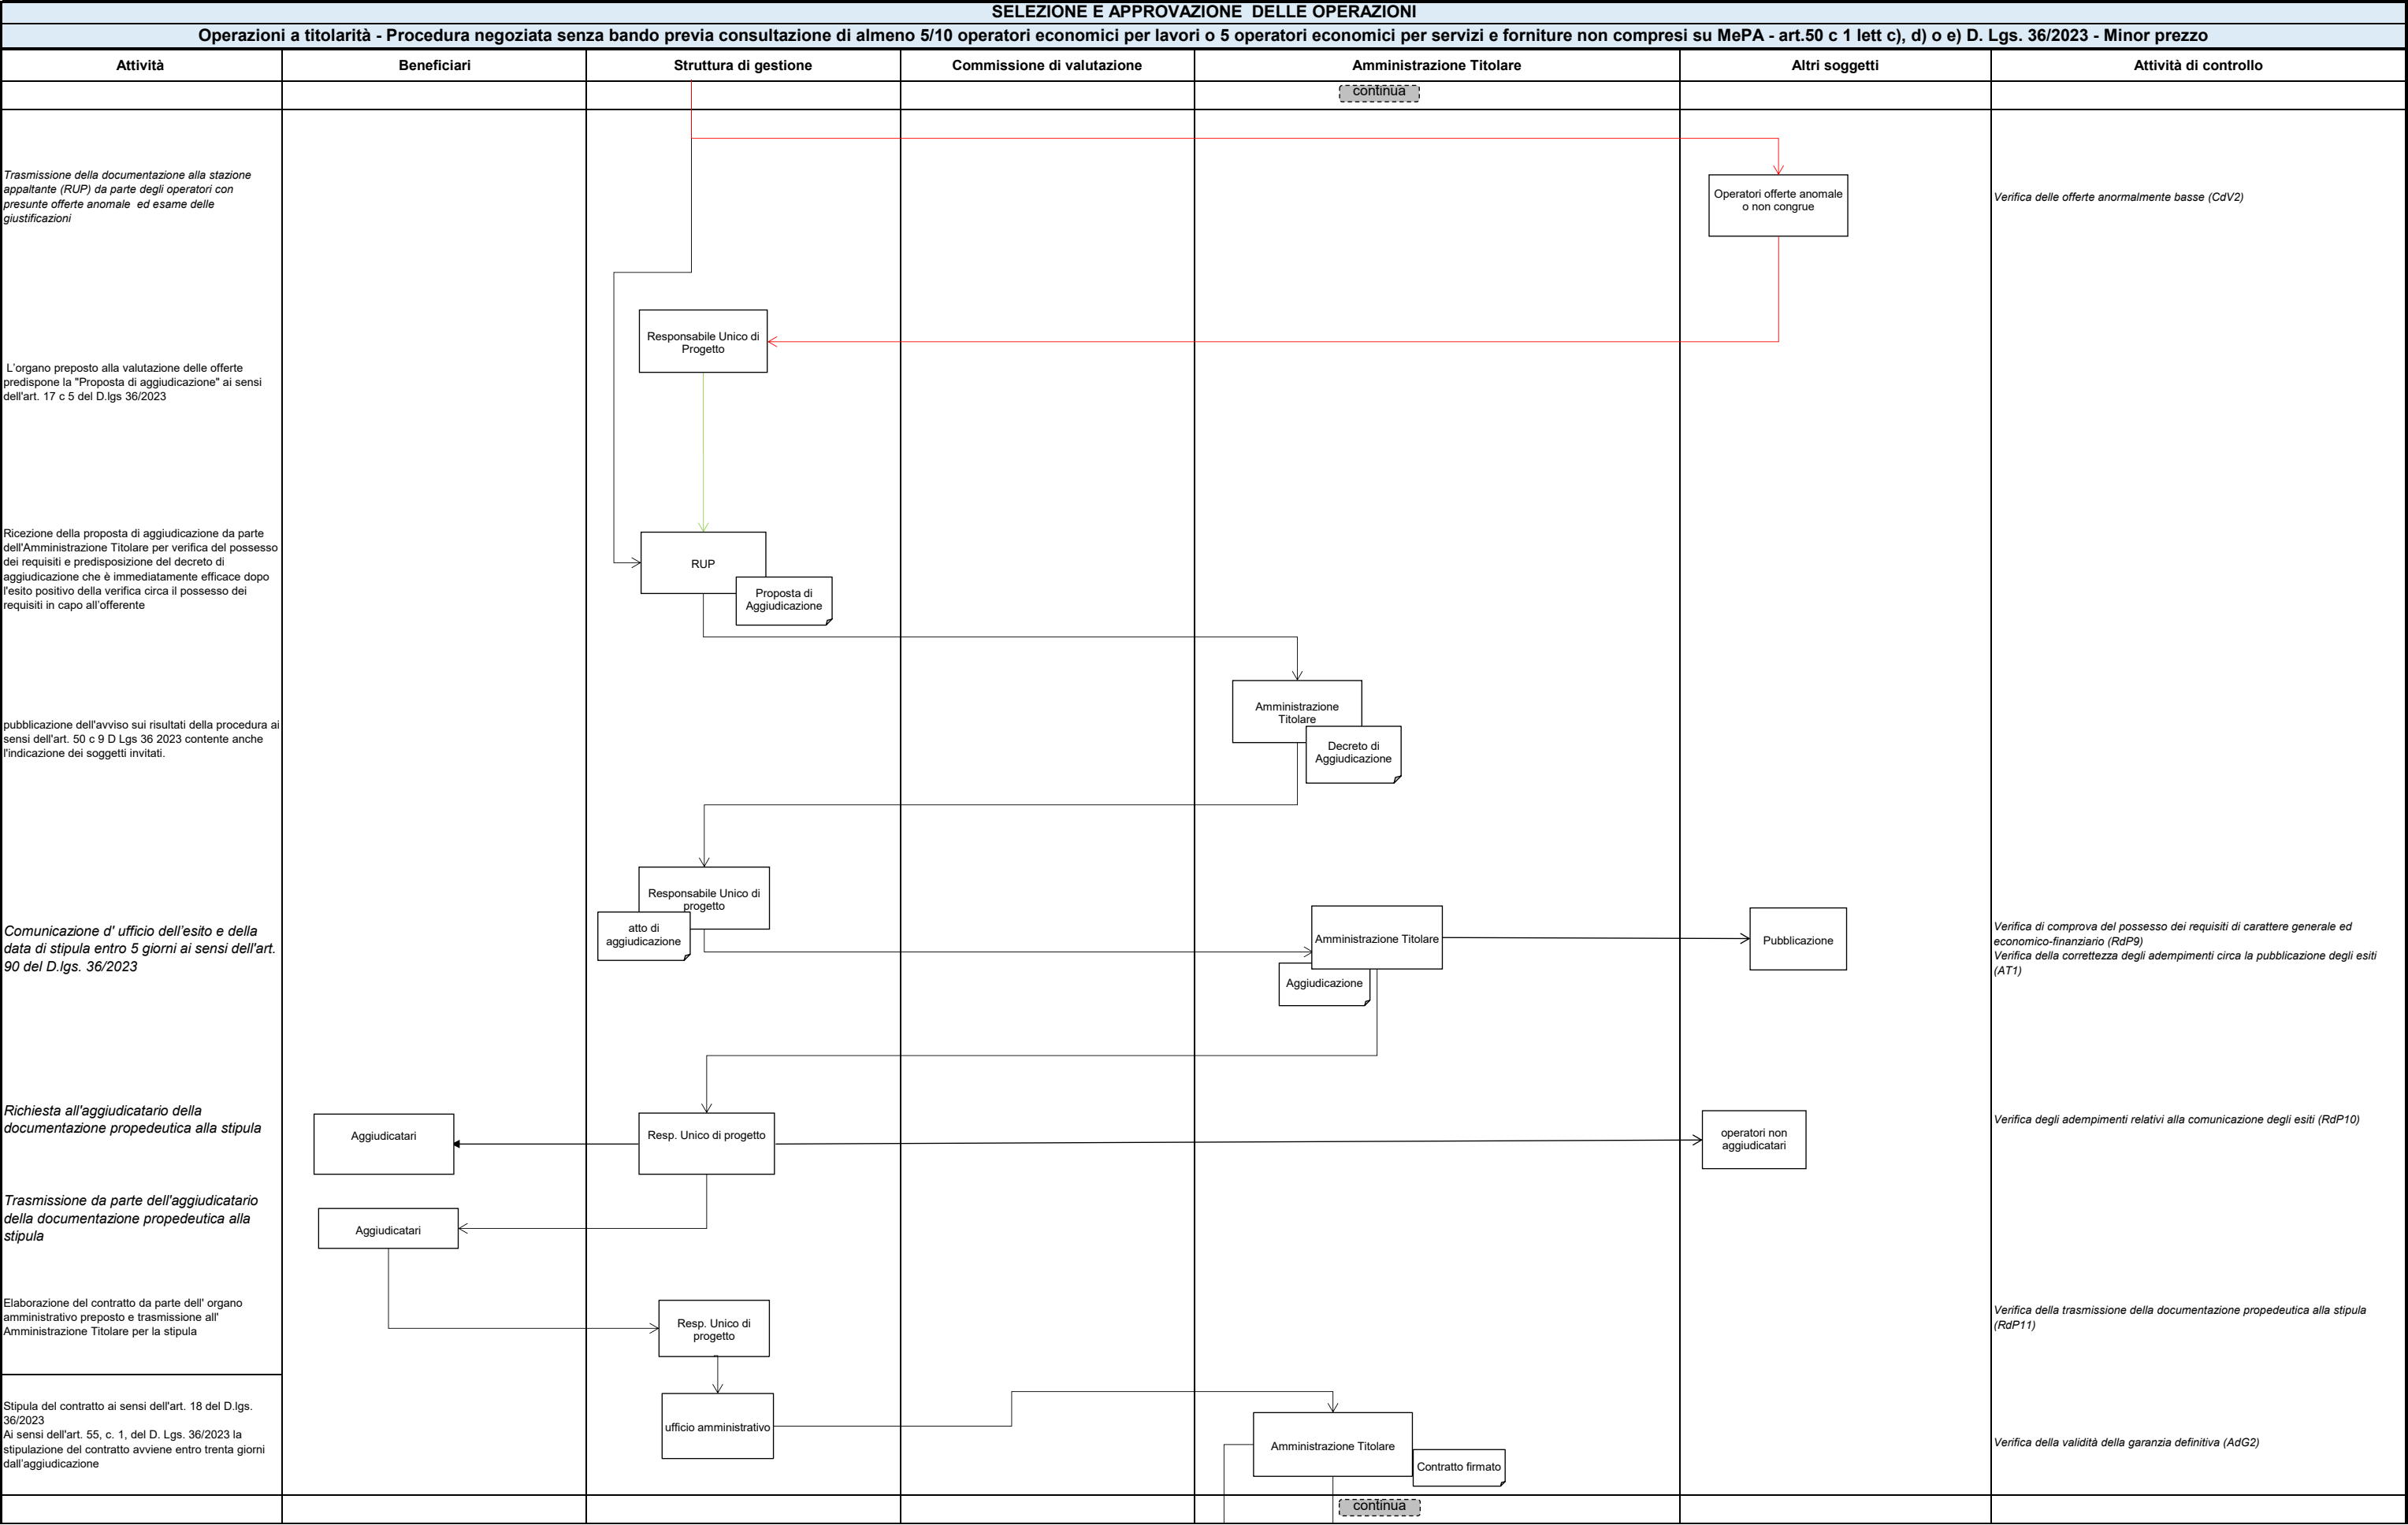 SELEZIONE E APPROVAZIONE  DELLE OPERAZIONI
Operazioni a titolarità - Procedura negoziata senza bando previa consultazione di almeno 5/10 operatori economici per lavori o 5 operatori economici per servizi e forniture non compresi su MePA - art.50 c 1 lett c), d) o e) D. Lgs. 36/2023 - Minor prezzo
Attività
Beneficiari
Struttura di gestione
Commissione di valutazione
Amministrazione Titolare
Altri soggetti
Attività di controllo
continua
Trasmissione della documentazione alla stazione
appaltante (RUP) da parte degli operatori con
presunte offerte anomale  ed esame delle
giustificazioni
Operatori offerte anomale
o non congrue
Verifica delle offerte anormalmente basse (CdV2)
Responsabile Unico di
Progetto
L'organo preposto alla valutazione delle offerte
predispone la "Proposta di aggiudicazione" ai sensi
dell'art. 17 c 5 del D.lgs 36/2023
Ricezione della proposta di aggiudicazione da parte
dell'Amministrazione Titolare per verifica del possesso
dei requisiti e predisposizione del decreto di
aggiudicazione che è immediatamente efficace dopo
l'esito positivo della verifica circa il possesso dei
requisiti in capo all'offerente
RUP
Proposta di
Aggiudicazione
pubblicazione dell'avviso sui risultati della procedura ai
sensi dell'art. 50 c 9 D Lgs 36 2023 contente anche
l'indicazione dei soggetti invitati.
Amministrazione
Titolare
Decreto di
Aggiudicazione
Responsabile Unico di
progetto
atto di
aggiudicazione
Comunicazione d' ufficio dell'esito e della
data di stipula entro 5 giorni ai sensi dell'art.
90 del D.lgs. 36/2023
Amministrazione Titolare
Aggiudicazione
Pubblicazione
Verifica di comprova del possesso dei requisiti di carattere generale ed
economico-finanziario (RdP9)
Verifica della correttezza degli adempimenti circa la pubblicazione degli esiti
(AT1)
Richiesta all'aggiudicatario della
documentazione propedeutica alla stipula
Aggiudicatari
Resp. Unico di progetto
operatori non
aggiudicatari
Verifica degli adempimenti relativi alla comunicazione degli esiti (RdP10)
Trasmissione da parte dell'aggiudicatario
della documentazione propedeutica alla
stipula
Aggiudicatari
Elaborazione del contratto da parte dell' organo
amministrativo preposto e trasmissione all'
Amministrazione Titolare per la stipula
Resp. Unico di
progetto
Verifica della trasmissione della documentazione propedeutica alla stipula
(RdP11)
Stipula del contratto ai sensi dell'art. 18 del D.lgs.
36/2023
Ai sensi dell'art. 55, c. 1, del D. Lgs. 36/2023 la
stipulazione del contratto avviene entro trenta giorni
dall'aggiudicazione
ufficio amministrativo
Amministrazione Titolare
Contratto firmato
Verifica della validità della garanzia definitiva (AdG2)
continua